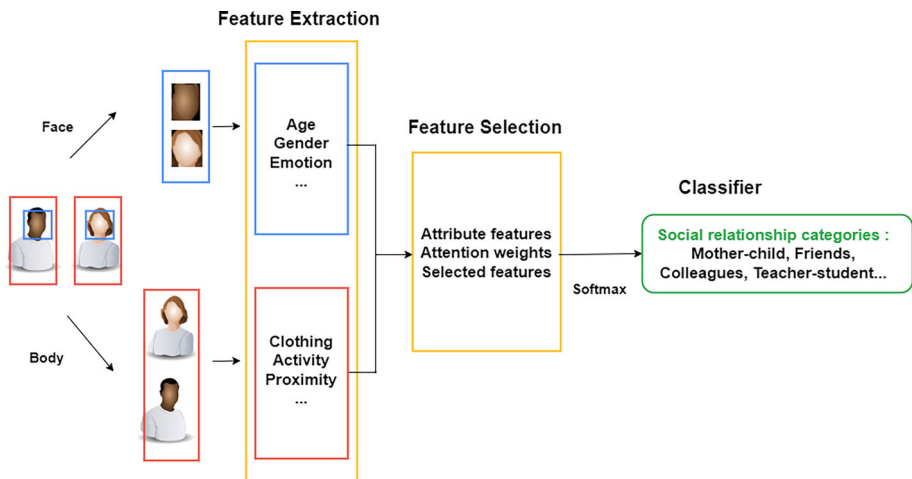 Feature Extraction
Face
Age
Gender
Emotion
...
Feature Selection
Attribute features
Attention weights
Selected features
Softmax
Classifier
Social relationship categories :
Mother-child, Friends,
Colleagues, Teacher-student...
Body
Clothing
Activity
Proximity
...